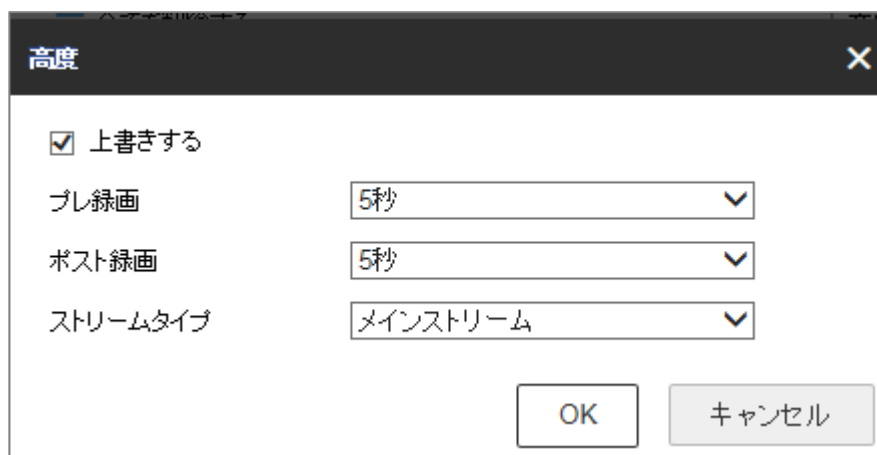 高度
上書きする
プレ録画
5秒
ポスト録画
5秒
ストリームタイプ
メインストリーム
OK
キャンセル